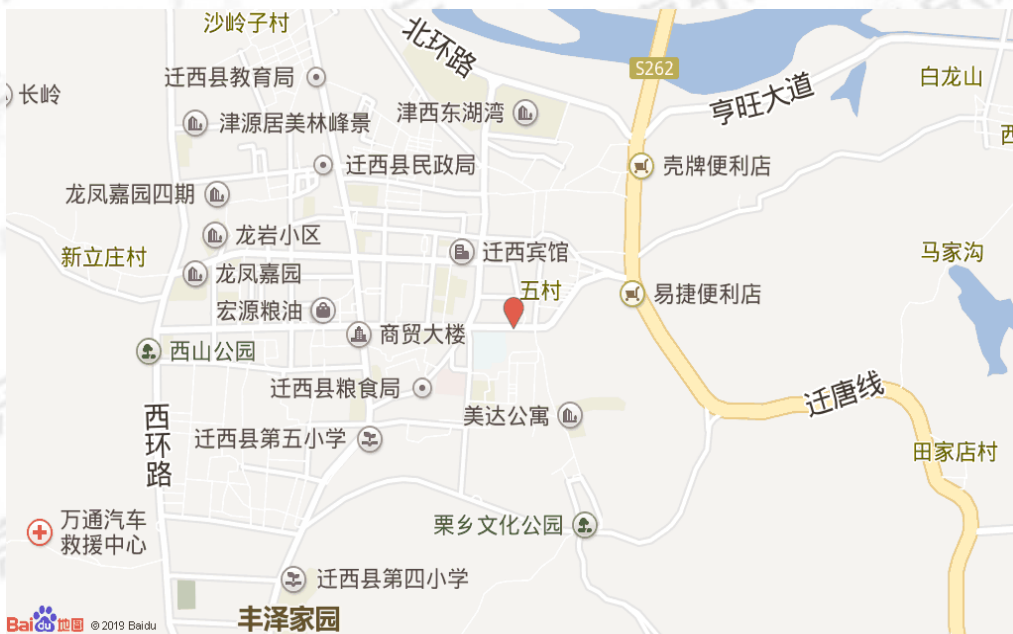 沙岭子村
北环路
S262
迁西县教育局
长岭
亨旺大道
白龙山
津源居美林峰景
津西东湖湾
西
迁西县民政局
壳牌便利店
龙凤嘉园四期
龙岩小区
迁西宾馆
新立庄村
马家沟
龙凤嘉园
五村
易捷便利店
宏源粮油
商贸大楼
西山公园
迁西县粮食局
迁唐线
美达公寓
西环路
迁西县第五小学
田家店村
万通汽车
救援中心
栗乡文化公园
迁西县第四小学
丰泽家园
Bai du 地图 © 2019 Baidu